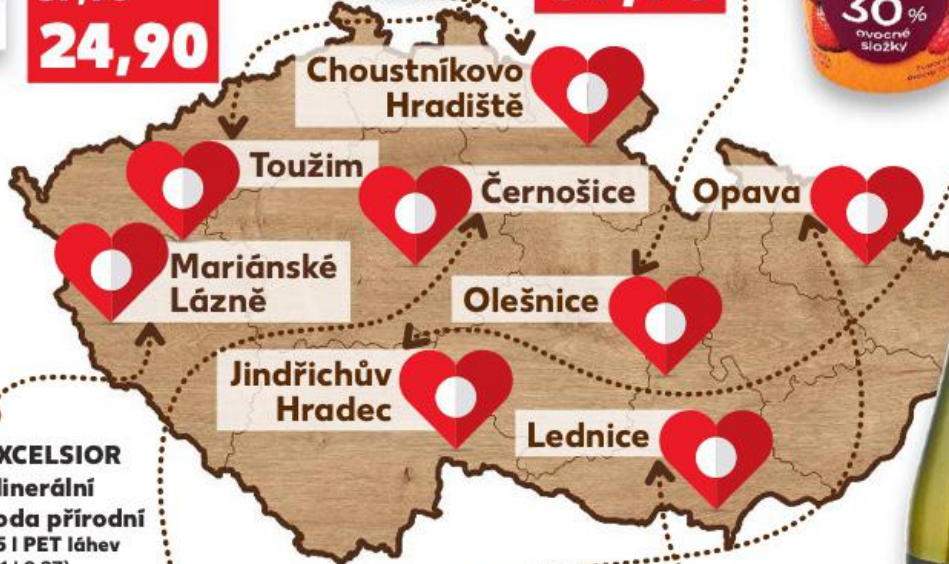 24,90
30%
ovocné
složky
Choustníkovo
Hradiště
Toužim
Černošice
Opava
Mariánské
Lázně
Olešnice
Jindřichův
Hradec
Lednice
XCELSIOR
linerální
oda přírodní
5 l PET láhev